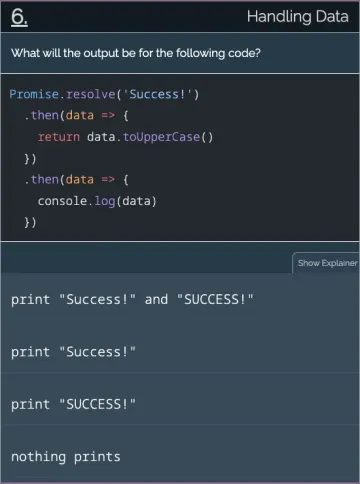 6.
Handling Data
What will the output be for the following code?
Promise.resolve('Success!')
  .then(data => {
    return data.toUpperCase()
  })
  .then(data => {
    console.log(data)
  })
Show Explainer
print "Success!" and "SUCCESS!"
print "Success!"
print "SUCCESS!"
nothing prints